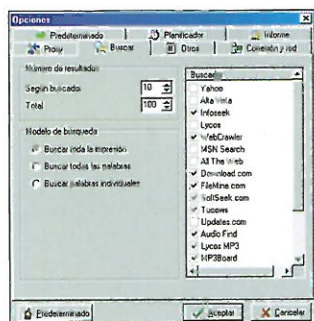 Opciones
Predeterminado Planificador Informe
Proxy Buscar Otros Conexión y red
Número de resultados
Según buscador 10
Total 100
Modelo de búsqueda
Buscar toda la expresión
Buscar todas las palabras
Buscar palabras individuales
Buscador
Yahoo
Alta Vista
Infoseek
Lycos
WebCrawler
MSN Search
All The Web
Download.com
FileMine.com
SoftSeek.com
Tucows
Updates.com
Audio Find
Lycos MP3
MP3Board
Predeterminado Aceptar Cancelar